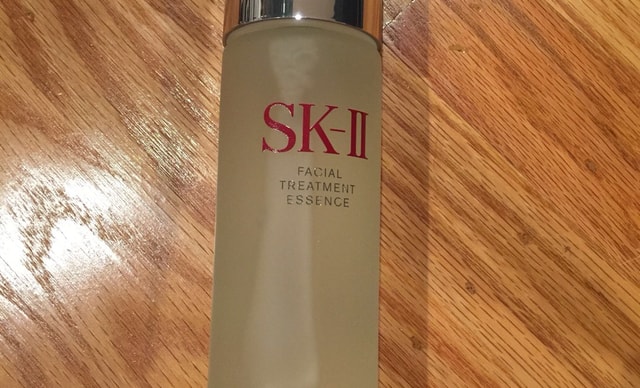 SK-II
FACIAL
TREATMENT
ESSENCE